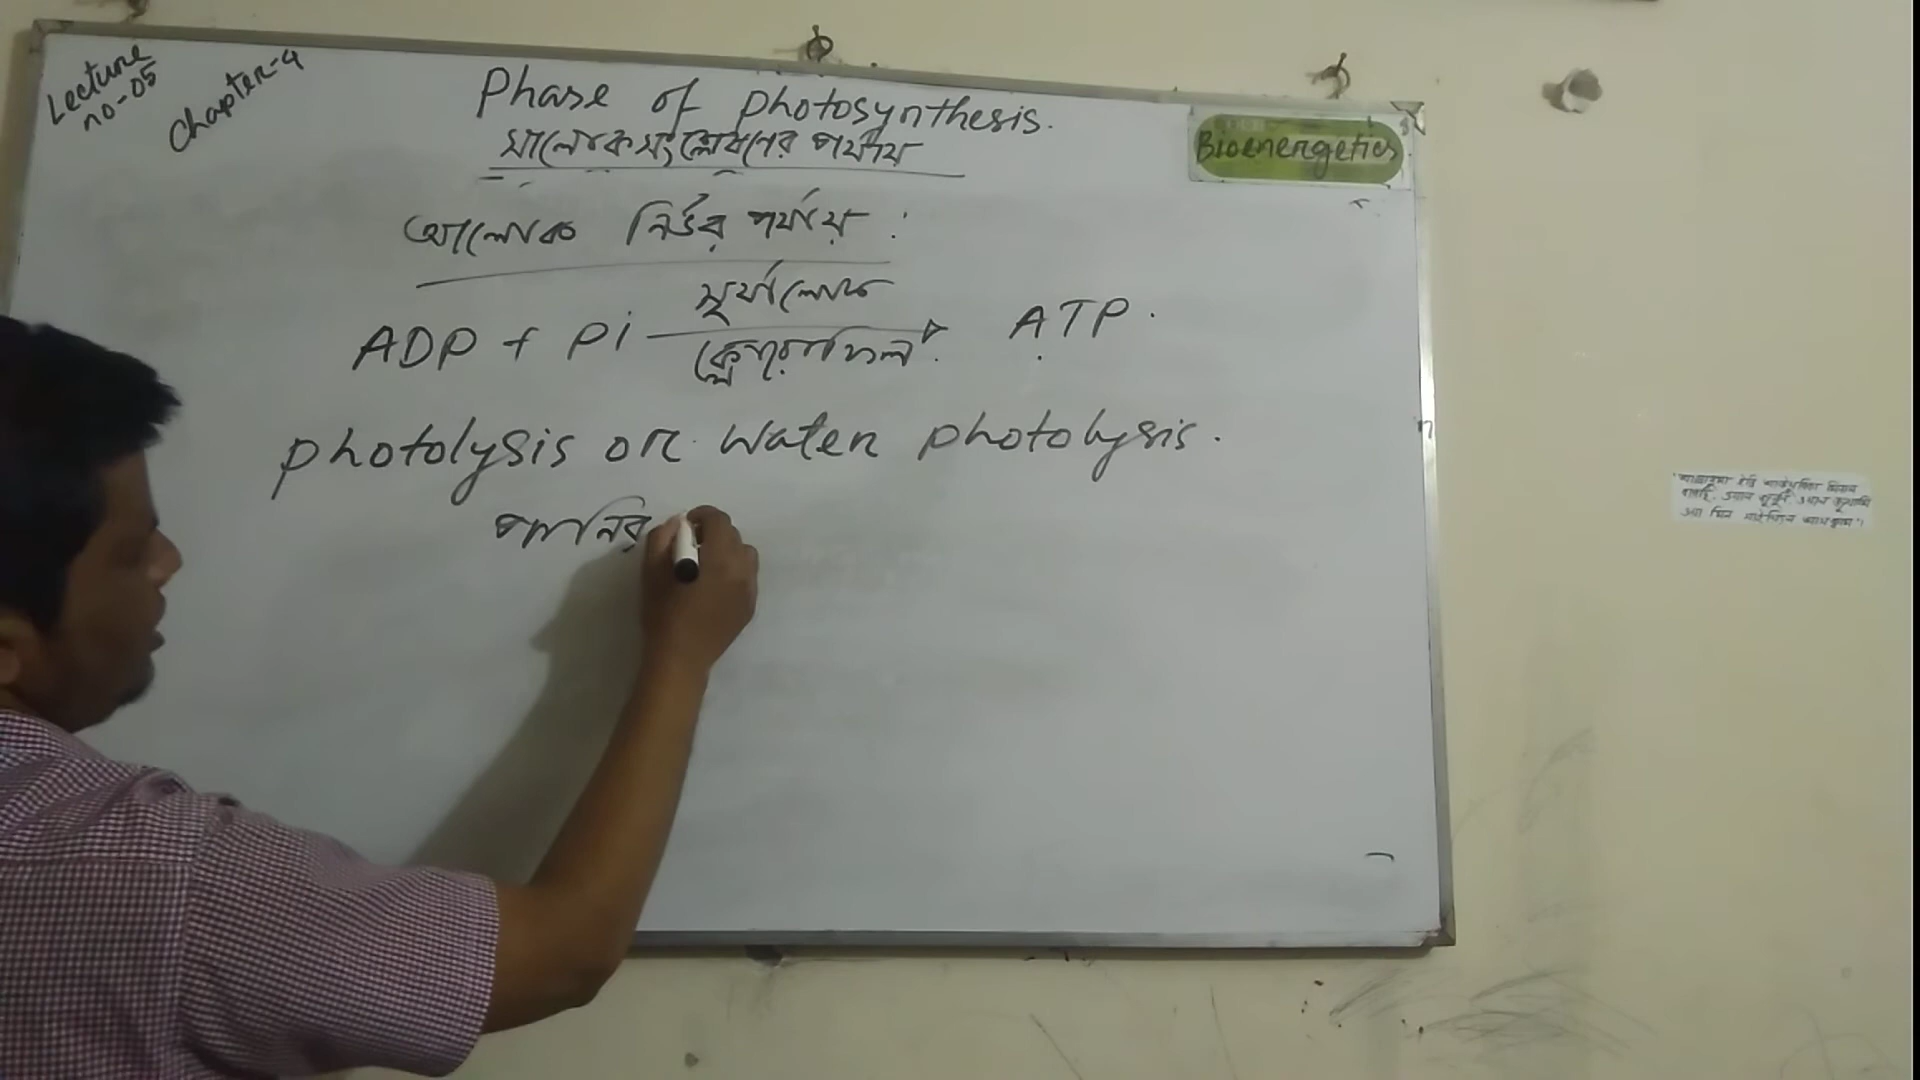 Lecture
no-05
Chapter-4
Phase of photosynthesis.
সালোকসংশ্লেষণের পর্যায়
Bioenergetics
আলোক নির্ভর পর্যায় :
সূর্যালোক
ADP + Pi → ATP.
ক্লোরোফিল
photolysis or water photolysis.
পানির